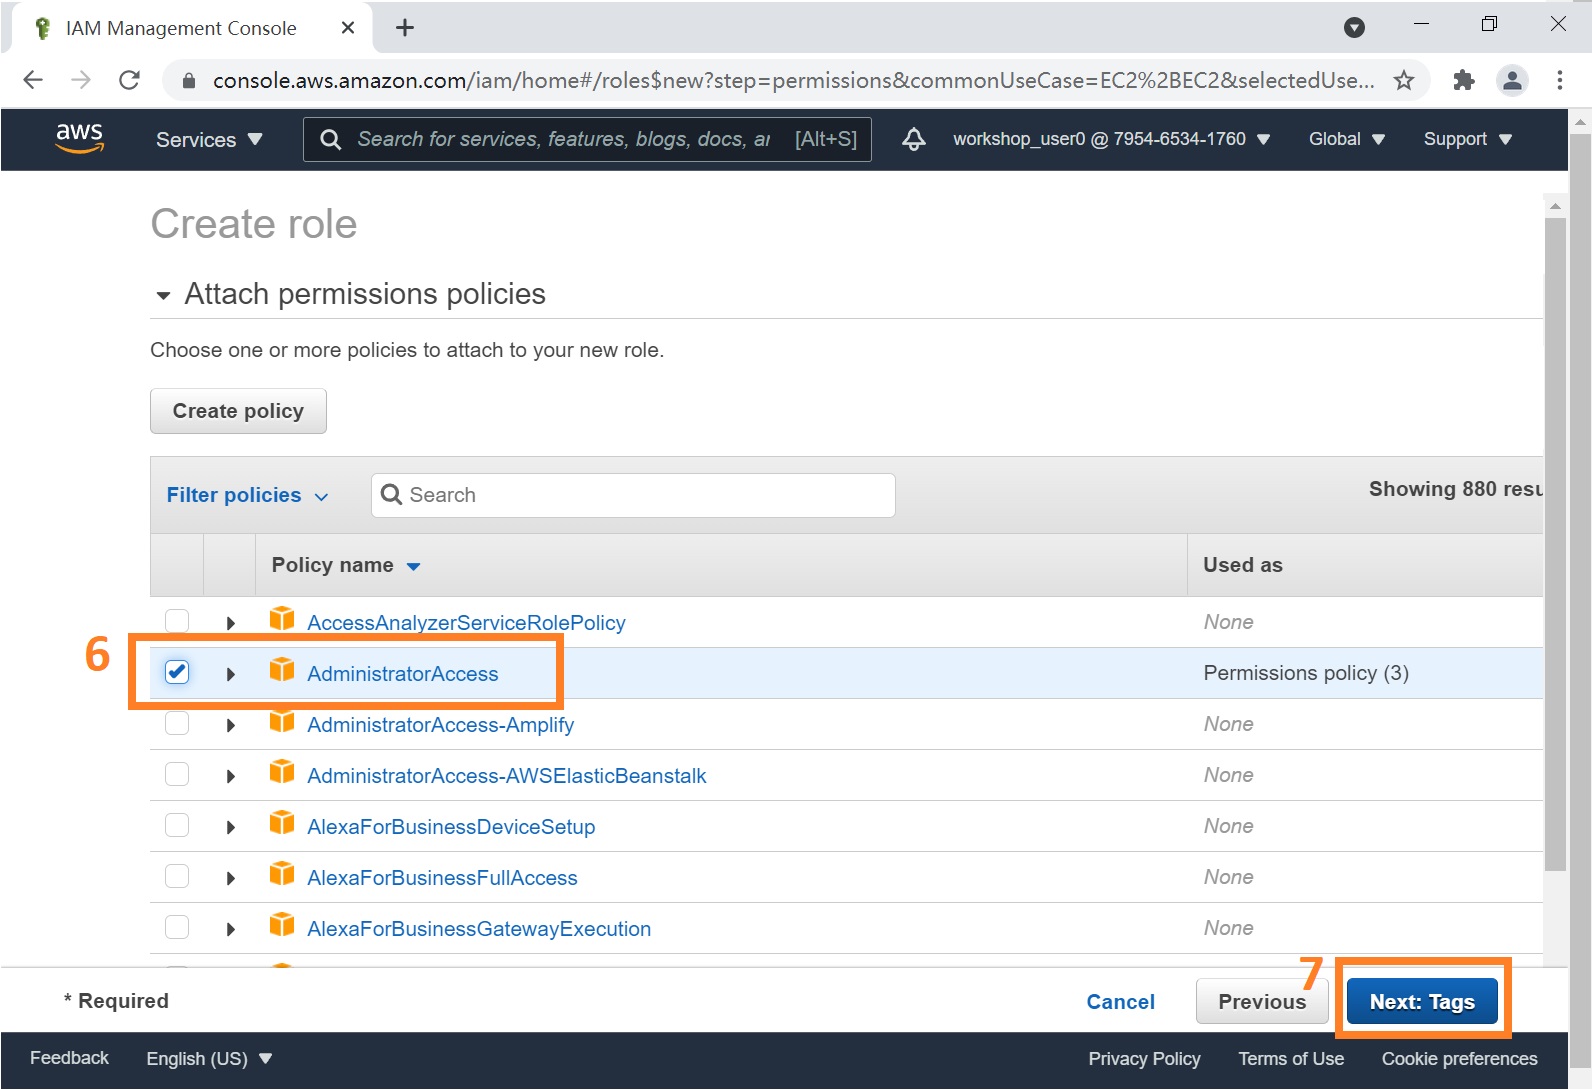 IAM Management Console
console.aws.amazon.com/iam/home#/roles$new?step=permissions&commonUseCase=EC2%2BEC2&selectedUse...
aws Services Search for services, features, blogs, docs, ar [Alt+S] workshop_user0 @ 7954-6534-1760 Global Support
Create role
Attach permissions policies
Choose one or more policies to attach to your new role.
Create policy
Filter policies Search Showing 880 resu
Policy name Used as
AccessAnalyzerServiceRolePolicy None
6
AdministratorAccess Permissions policy (3)
AdministratorAccess-Amplify None
AdministratorAccess-AWSElasticBeanstalk None
AlexaForBusinessDeviceSetup None
AlexaForBusinessFullAccess None
AlexaForBusinessGatewayExecution None
7
* Required Cancel Previous Next: Tags
Feedback English (US) Privacy Policy Terms of Use Cookie preferences